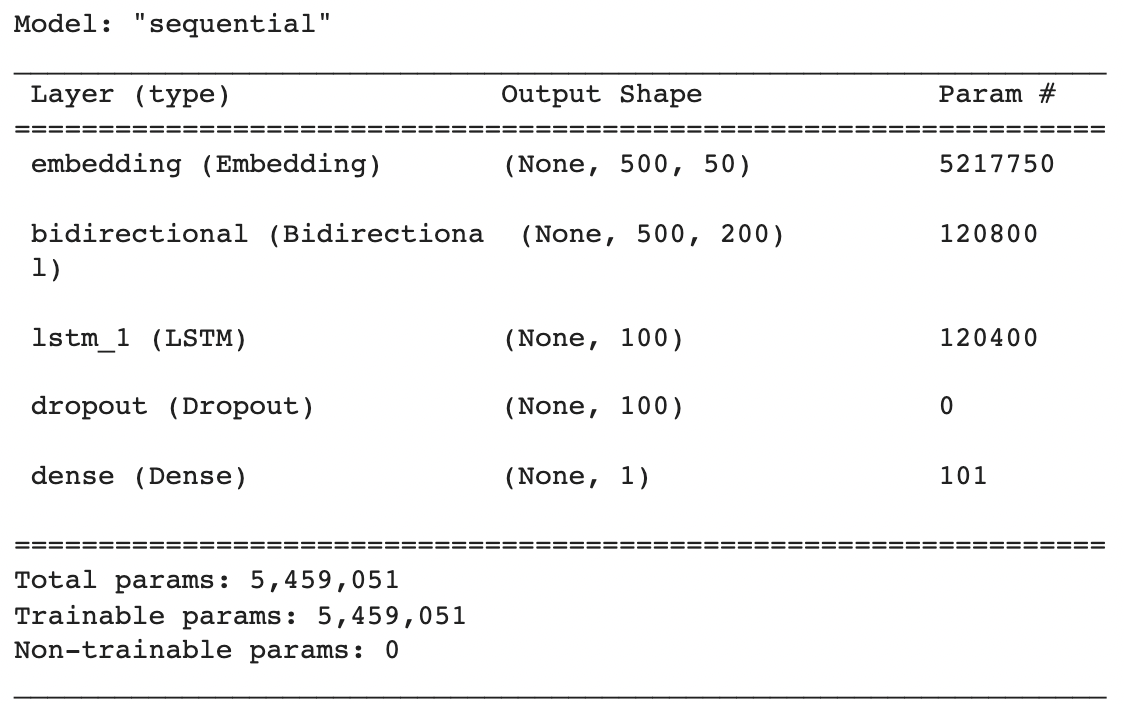 Model: "sequential"
Layer (type) Output Shape Param #
=================================================================
embedding (Embedding) (None, 500, 50) 5217750
bidirectional (Bidirectiona (None, 500, 200) 120800
l)
lstm_1 (LSTM) (None, 100) 120400
dropout (Dropout) (None, 100) 0
dense (Dense) (None, 1) 101
=================================================================
Total params: 5,459,051
Trainable params: 5,459,051
Non-trainable params: 0